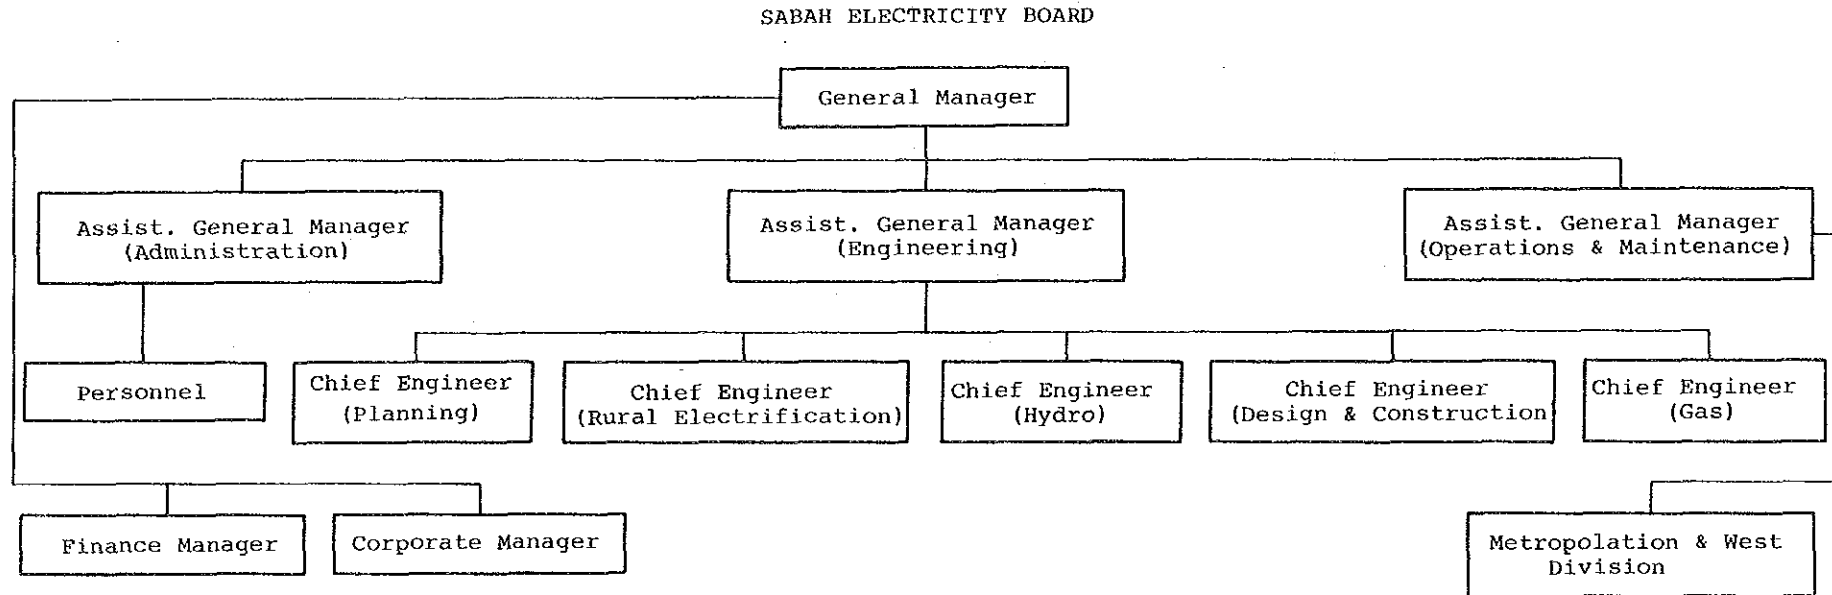 SABAH ELECTRICITY BOARD
General Manager
Assist. General Manager
(Administration)
Assist. General Manager
(Engineering)
Assist. General Manager
(Operations & Maintenance)
Personnel
Chief Engineer
(Planning)
Chief Engineer
(Rural Electrification)
Chief Engineer
(Hydro)
Chief Engineer
(Design & Construction
Chief Engineer
(Gas)
Finance Manager
Corporate Manager
Metropolation & West
Division